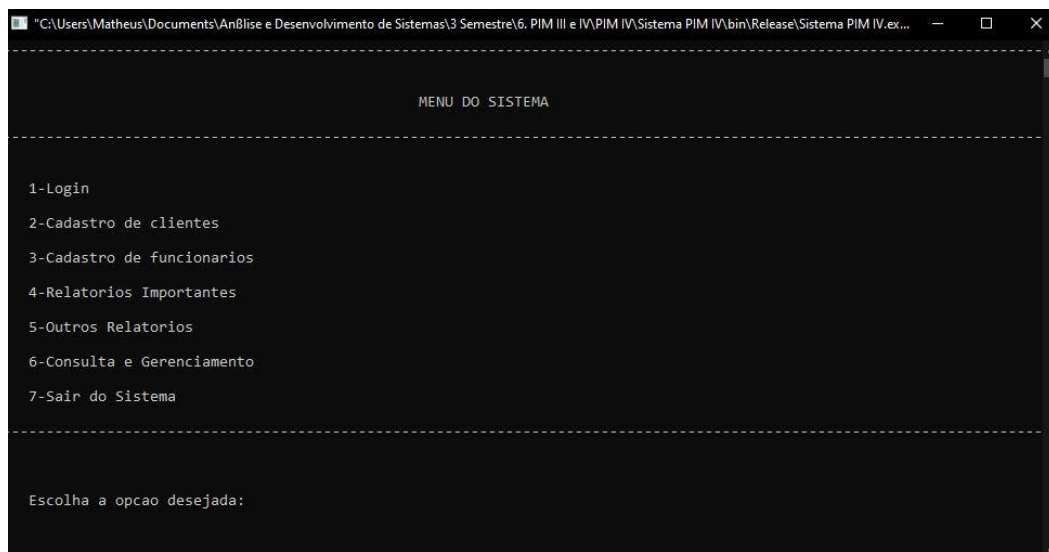 "C:\Users\Matheus\Documents\Anßlise e Desenvolvimento de Sistemas\3 Semestre\6. PIM III e IV\PIM IV\Sistema PIM IV\bin\Release\Sistema PIM IV.ex...
MENU DO SISTEMA
1-Login
2-Cadastro de clientes
3-Cadastro de funcionarios
4-Relatorios Importantes
5-Outros Relatorios
6-Consulta e Gerenciamento
7-Sair do Sistema
Escolha a opcao desejada: